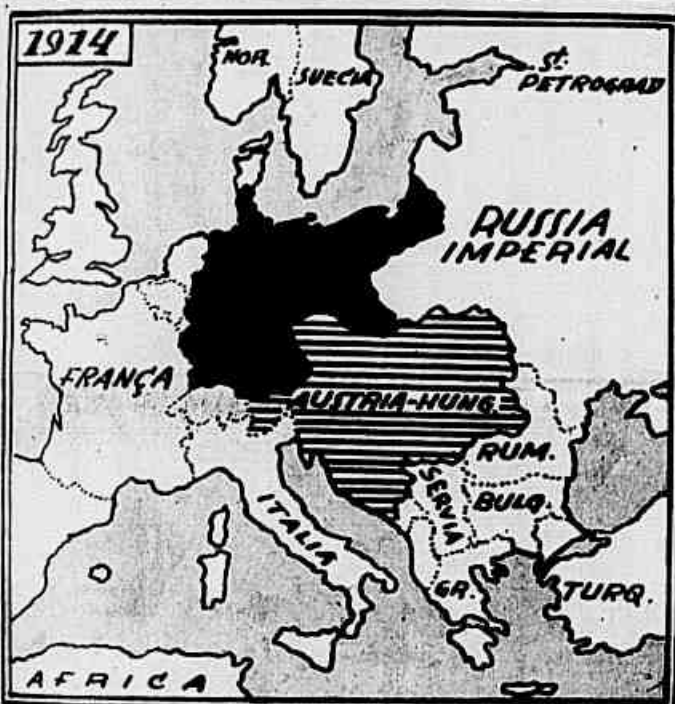 1914
NOR.
SUECIA
St.
PETROGRAD
RUSSIA
IMPERIAL
FRANÇA
AUSTRIA-HUNG.
RUM.
SERVIA
BULG.
ITALIA
GR.
TURQ.
AFRICA